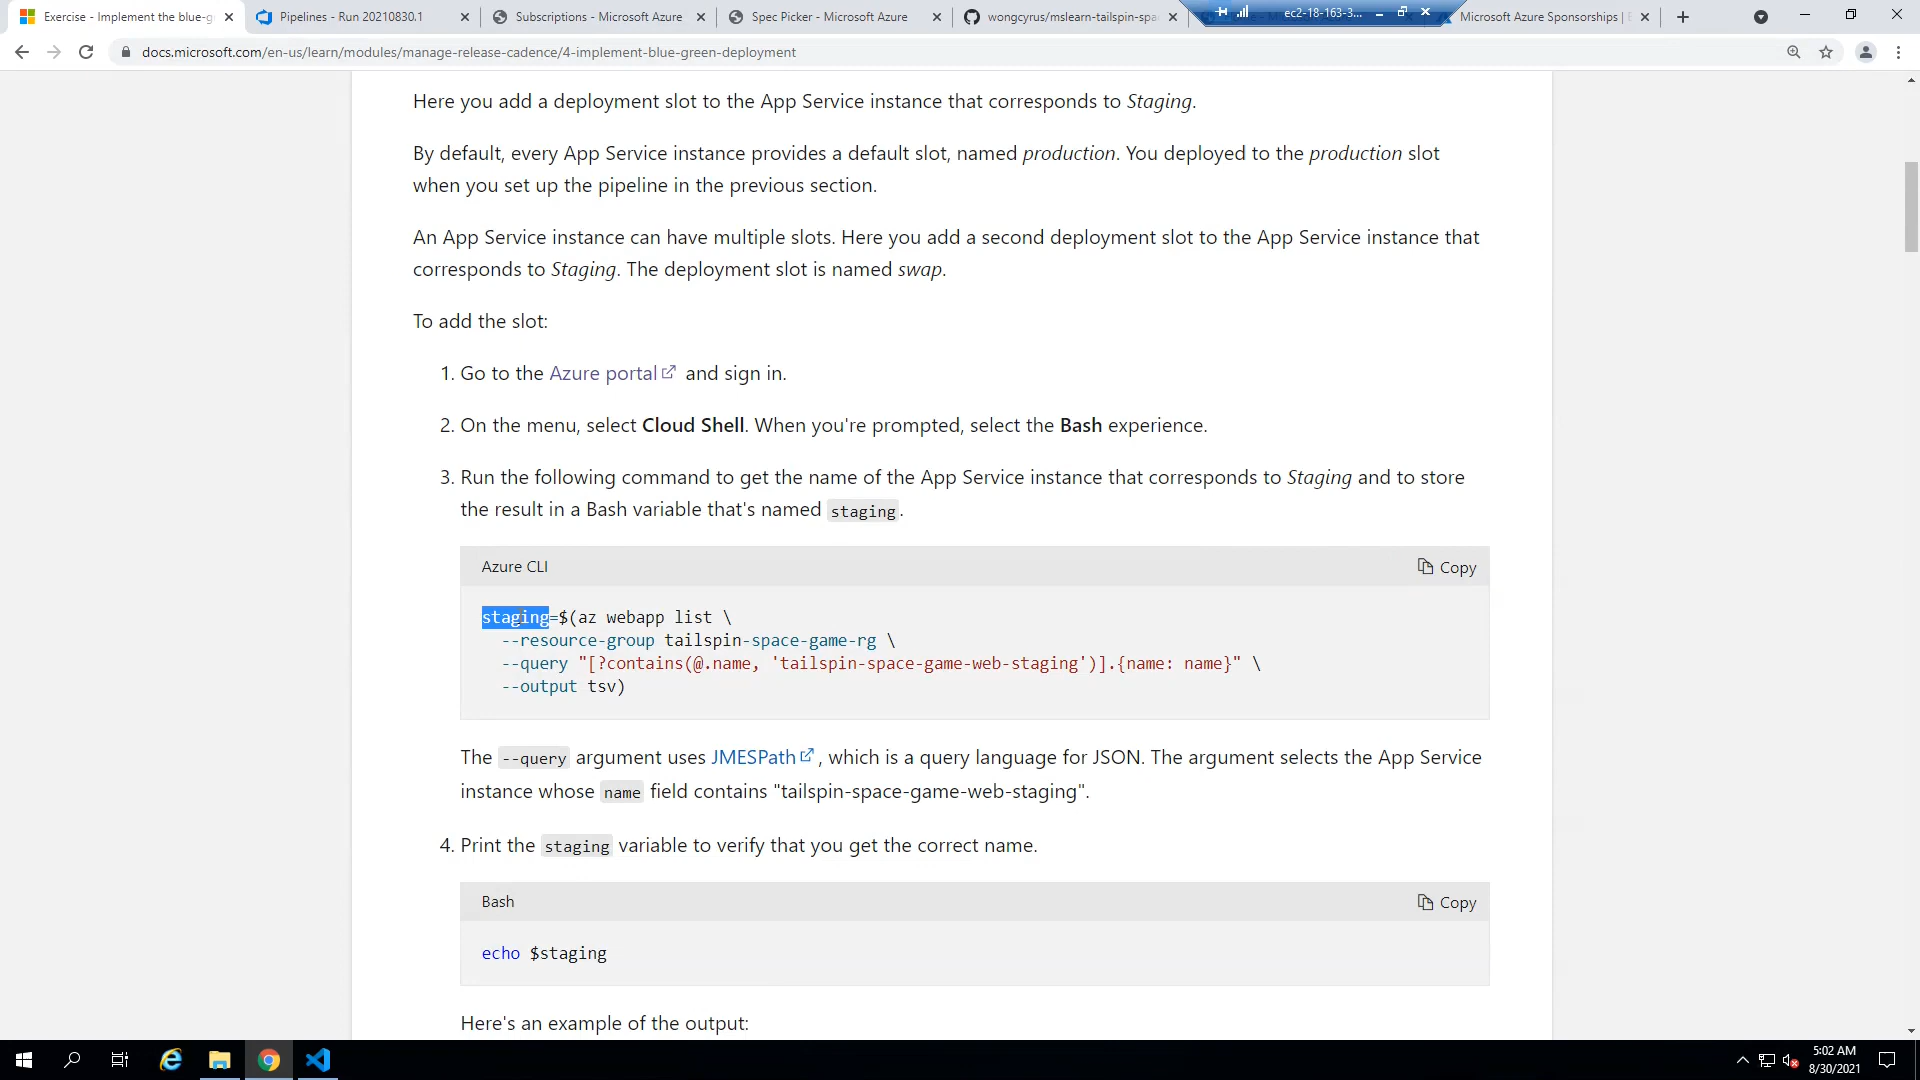 Exercise - Implement the blue-g
Pipelines - Run 20210830.1
Subscriptions - Microsoft Azure
Spec Picker - Microsoft Azure
wongcyrus/mslearn-tailspin-spa
ec2-18-163-3...
Microsoft Azure Sponsorships |
docs.microsoft.com/en-us/learn/modules/manage-release-cadence/4-implement-blue-green-deployment
Here you add a deployment slot to the App Service instance that corresponds to Staging.
By default, every App Service instance provides a default slot, named production. You deployed to the production slot
when you set up the pipeline in the previous section.
An App Service instance can have multiple slots. Here you add a second deployment slot to the App Service instance that
corresponds to Staging. The deployment slot is named swap.
To add the slot:
1. Go to the Azure portal and sign in.
2. On the menu, select Cloud Shell. When you're prompted, select the Bash experience.
3. Run the following command to get the name of the App Service instance that corresponds to Staging and to store
the result in a Bash variable that's named staging.
Azure CLI
Copy
staging=$(az webapp list \
--resource-group tailspin-space-game-rg \
--query "[?contains(@.name, 'tailspin-space-game-web-staging')].{name: name}" \
--output tsv)
The --query argument uses JMESPath, which is a query language for JSON. The argument selects the App Service
instance whose name field contains "tailspin-space-game-web-staging".
4. Print the staging variable to verify that you get the correct name.
Bash
Copy
echo $staging
Here's an example of the output:
5:02 AM
8/30/2021